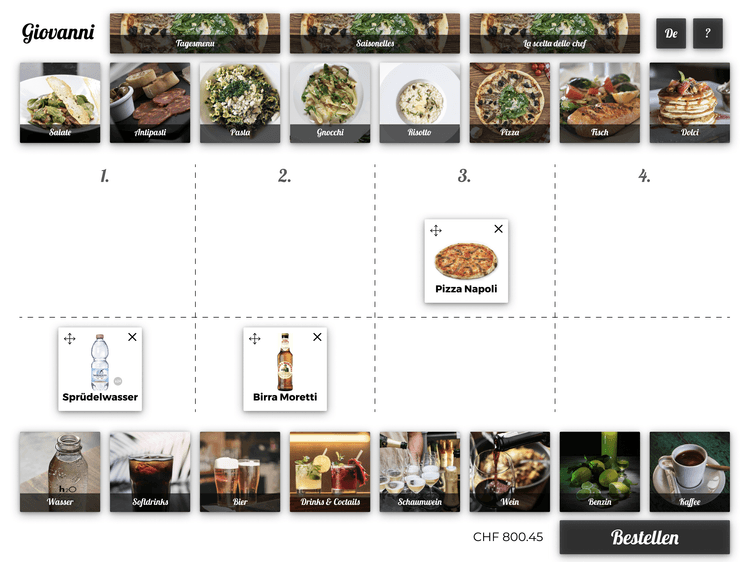 Giovanni
Tagesmenu
Saisonelles
La scelta dello chef
De
?
Salate
Antipasti
Pasta
Gnocchi
Risotto
Pizza
Fisch
Dolci
1.
2.
3.
4.
Pizza Napoli
Sprüdelwasser
Birra Moretti
h2O
Wasser
Softdrinks
Bier
Drinks & Coctails
Schaumwein
Wein
Benzin
Kaffee
CHF 800.45
Bestellen